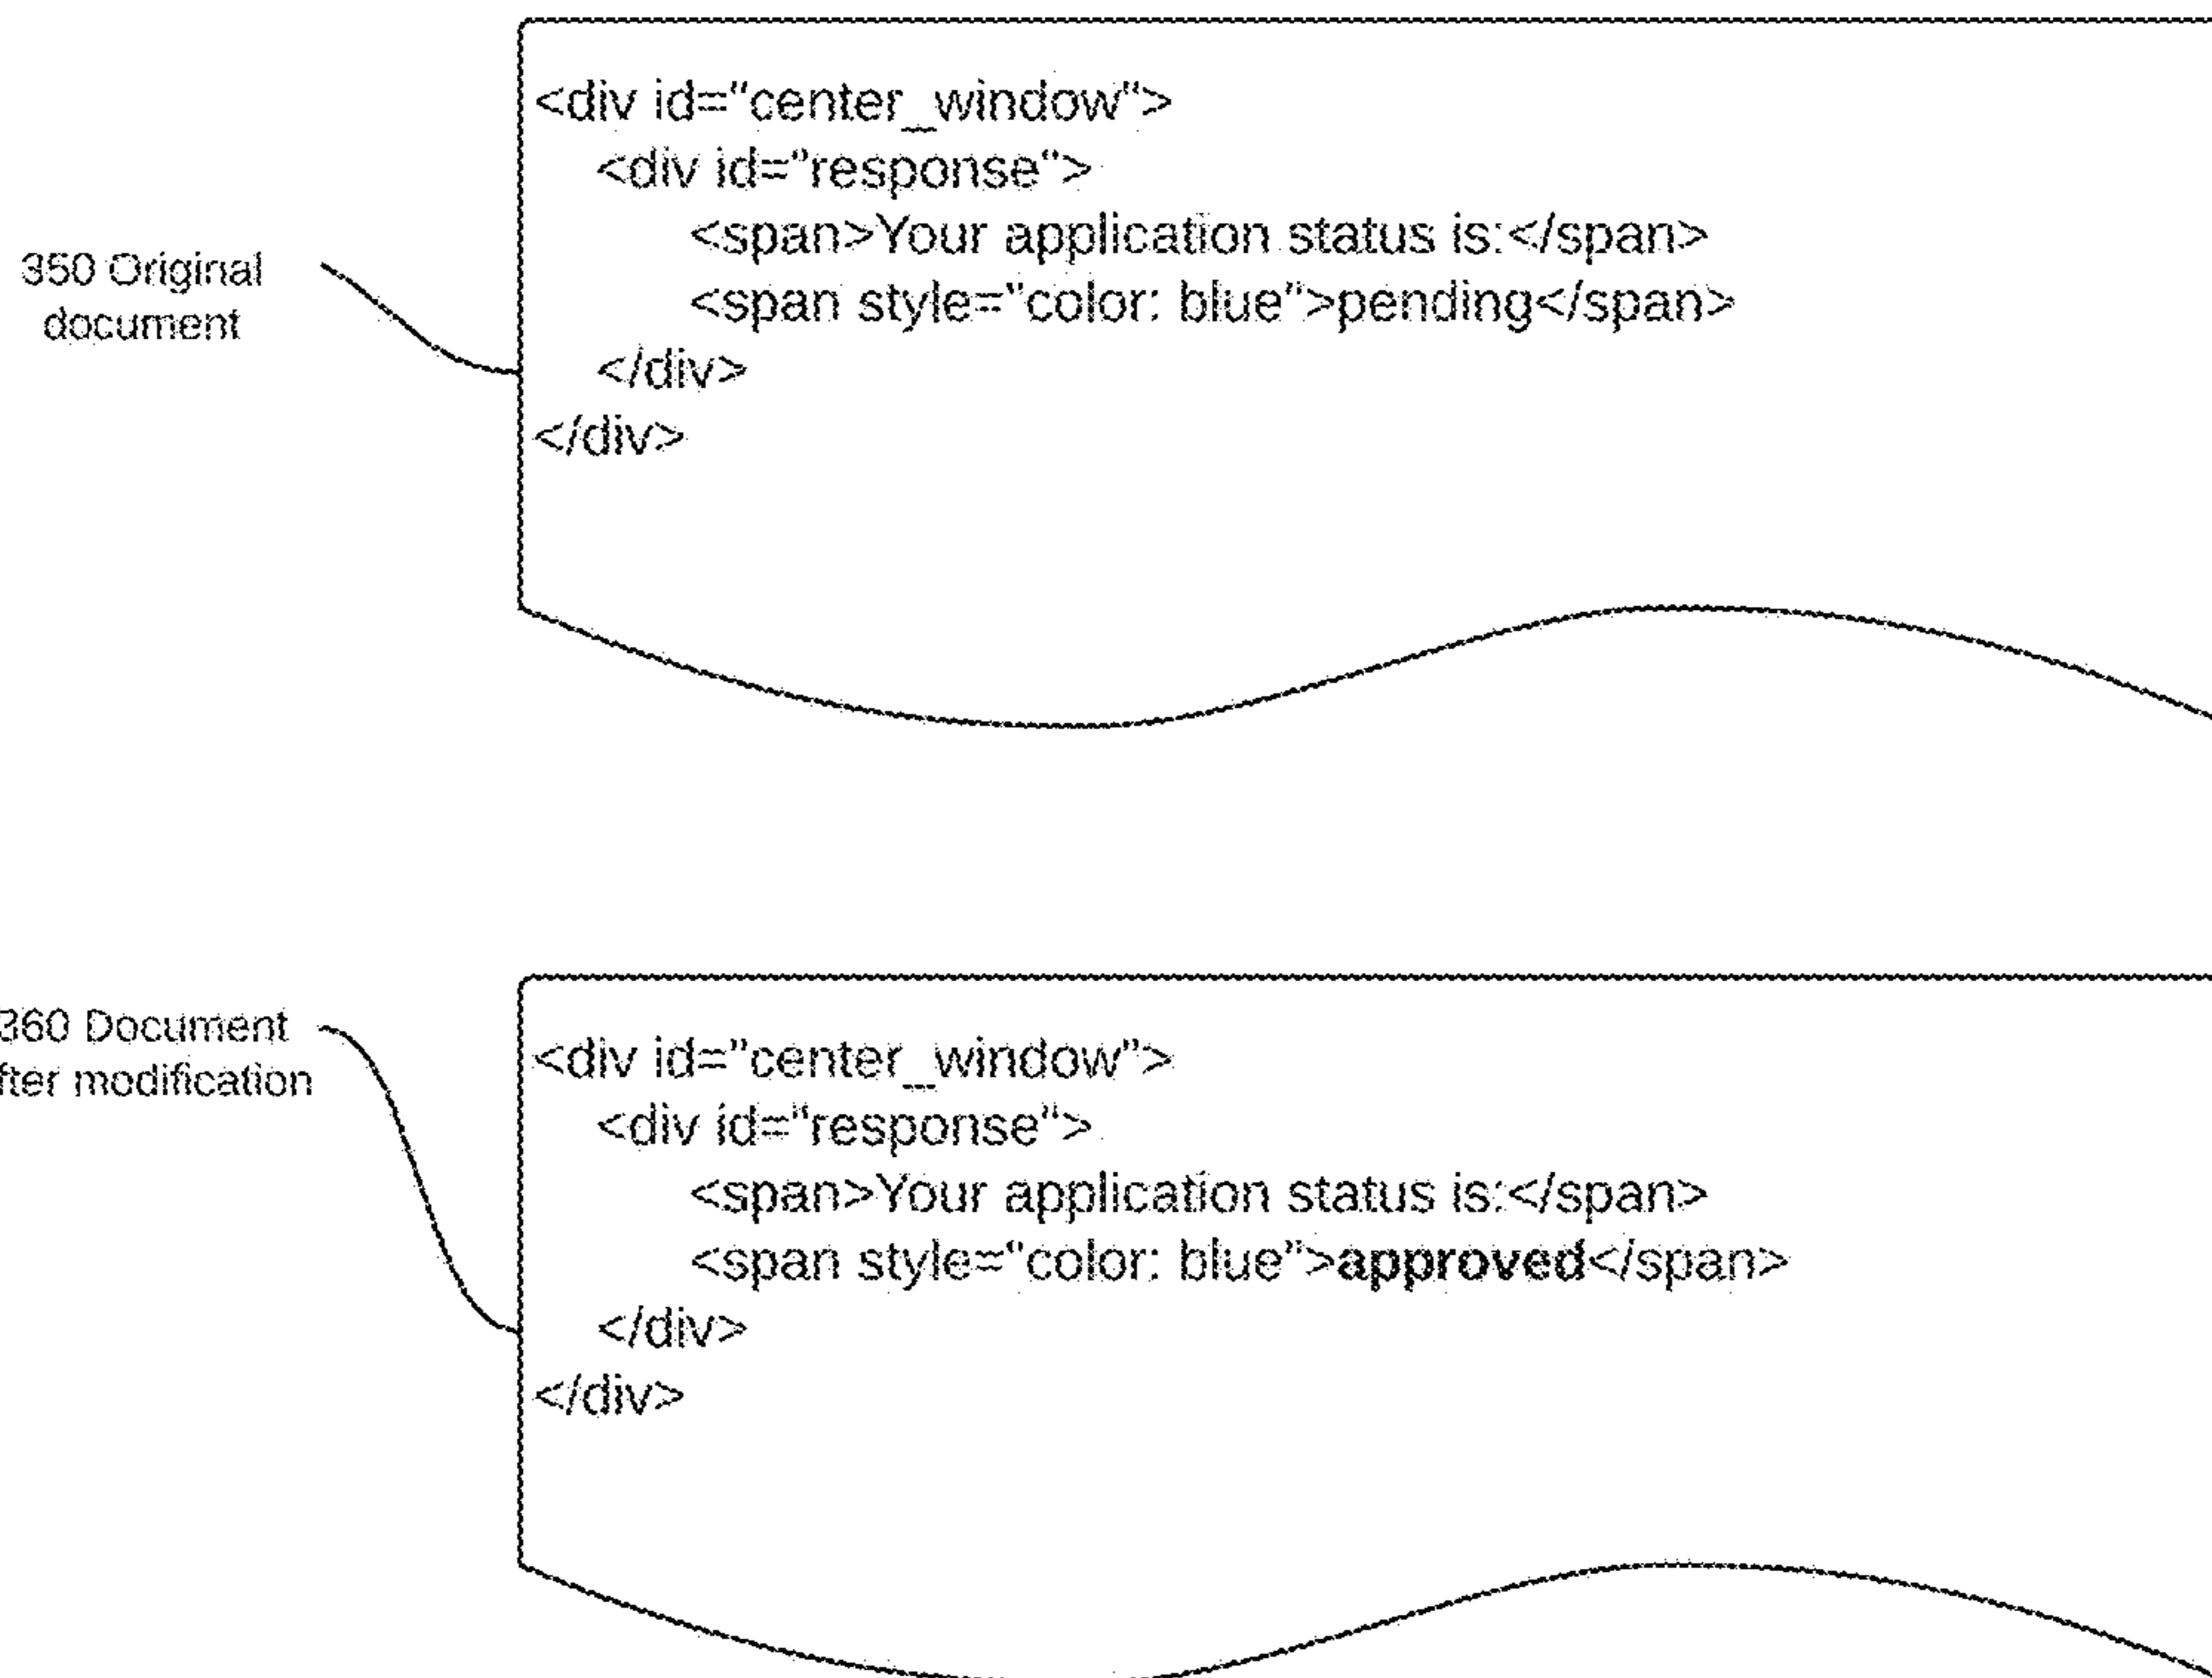 <div id="center_window">
<div id="response">
<span>Your application status is:</span>
<span style="color: blue">pending</span>
</div>
</div>
350 Original
document
360 Document
fter modification
<div id="center_window">
<div id="response">
<span>Your application status is:</span>
<span style="color: blue">approved</span>
</div>
</div>